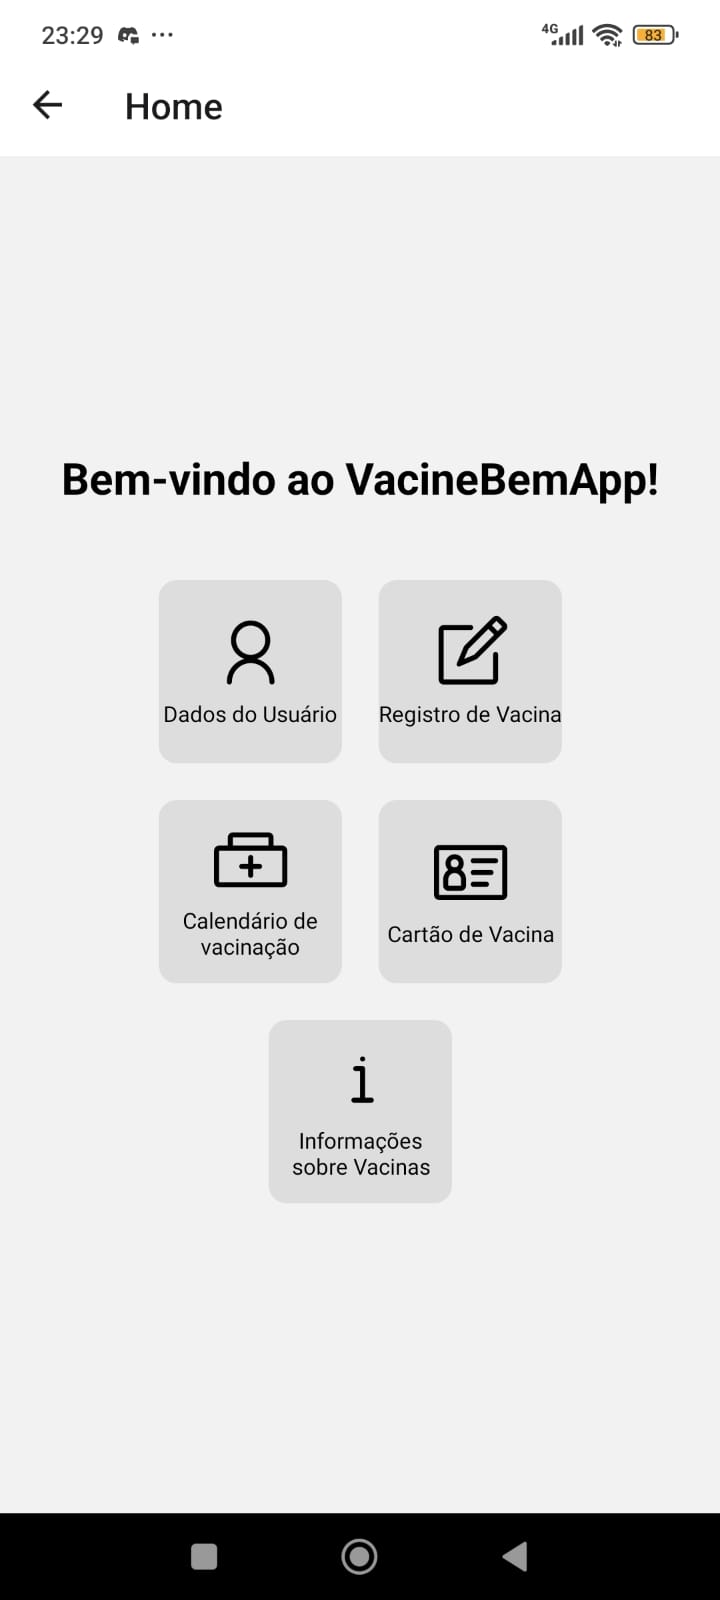 23:29
4G
83
Home
Bem-vindo ao VacineBemApp!
Dados do Usuário
Registro de Vacina
Calendário de
vacinação
Cartão de Vacina
Informações
sobre Vacinas